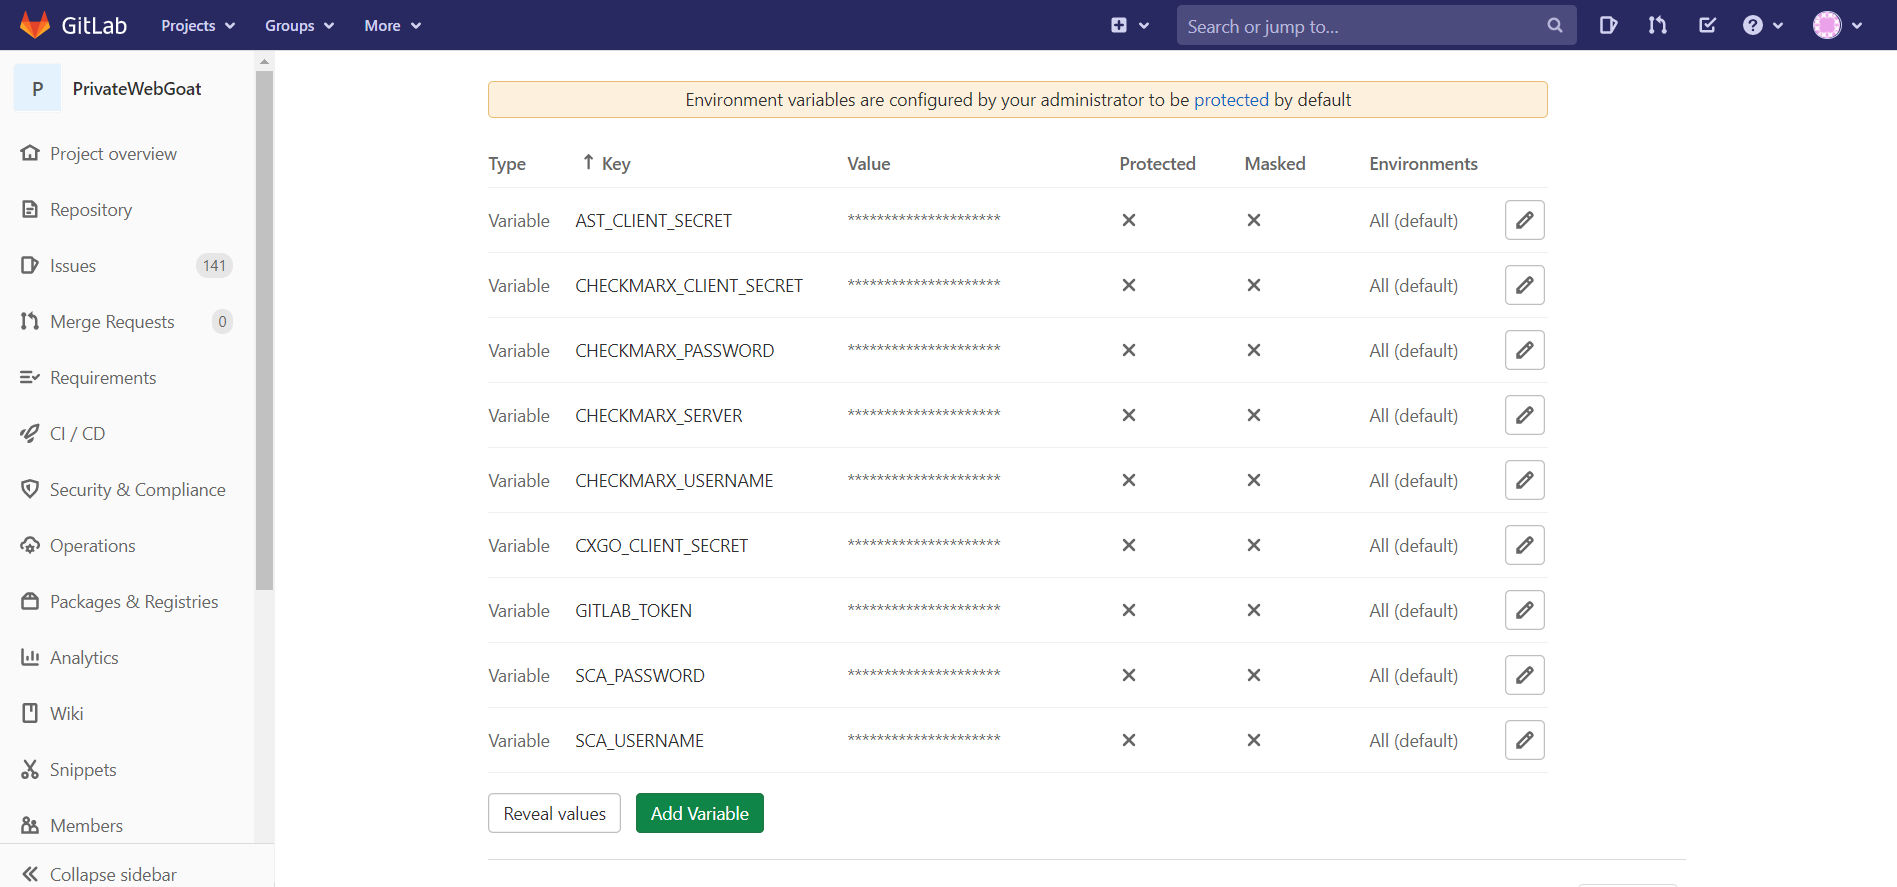 GitLab Projects Groups More Search or jump to...
P PrivateWebGoat
Project overview
Repository
Issues 141
Merge Requests 0
Requirements
CI / CD
Security & Compliance
Operations
Packages & Registries
Analytics
Wiki
Snippets
Members
Collapse sidebar
Environment variables are configured by your administrator to be protected by default
Type ↑ Key Value Protected Masked Environments
Variable AST_CLIENT_SECRET ********************* All (default)
Variable CHECKMARX_CLIENT_SECRET ********************* All (default)
Variable CHECKMARX_PASSWORD ********************* All (default)
Variable CHECKMARX_SERVER ********************* All (default)
Variable CHECKMARX_USERNAME ********************* All (default)
Variable CXGO_CLIENT_SECRET ********************* All (default)
Variable GITLAB_TOKEN ********************* All (default)
Variable SCA_PASSWORD ********************* All (default)
Variable SCA_USERNAME ********************* All (default)
Reveal values Add Variable